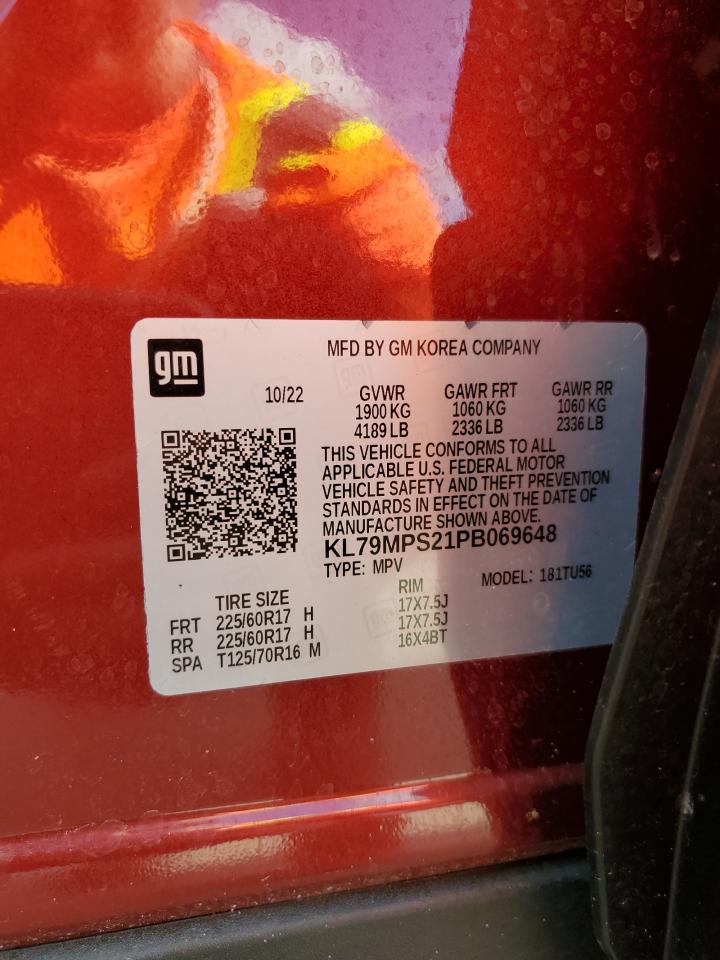 gm
MFD BY GM KOREA COMPANY
10/22 GVWR GAWR FRT GAWR RR
1900 KG 1060 KG 1060 KG
4189 LB 2336 LB 2336 LB
THIS VEHICLE CONFORMS TO ALL
APPLICABLE U.S. FEDERAL MOTOR
VEHICLE SAFETY AND THEFT PREVENTION
STANDARDS IN EFFECT ON THE DATE OF
MANUFACTURE SHOWN ABOVE.
KL79MPS21PB069648
TYPE: MPV MODEL: 181TU56
TIRE SIZE RIM
FRT 225/60R17 H 17X7.5J
RR 225/60R17 H 17X7.5J
SPA T125/70R16 M 16X4BT